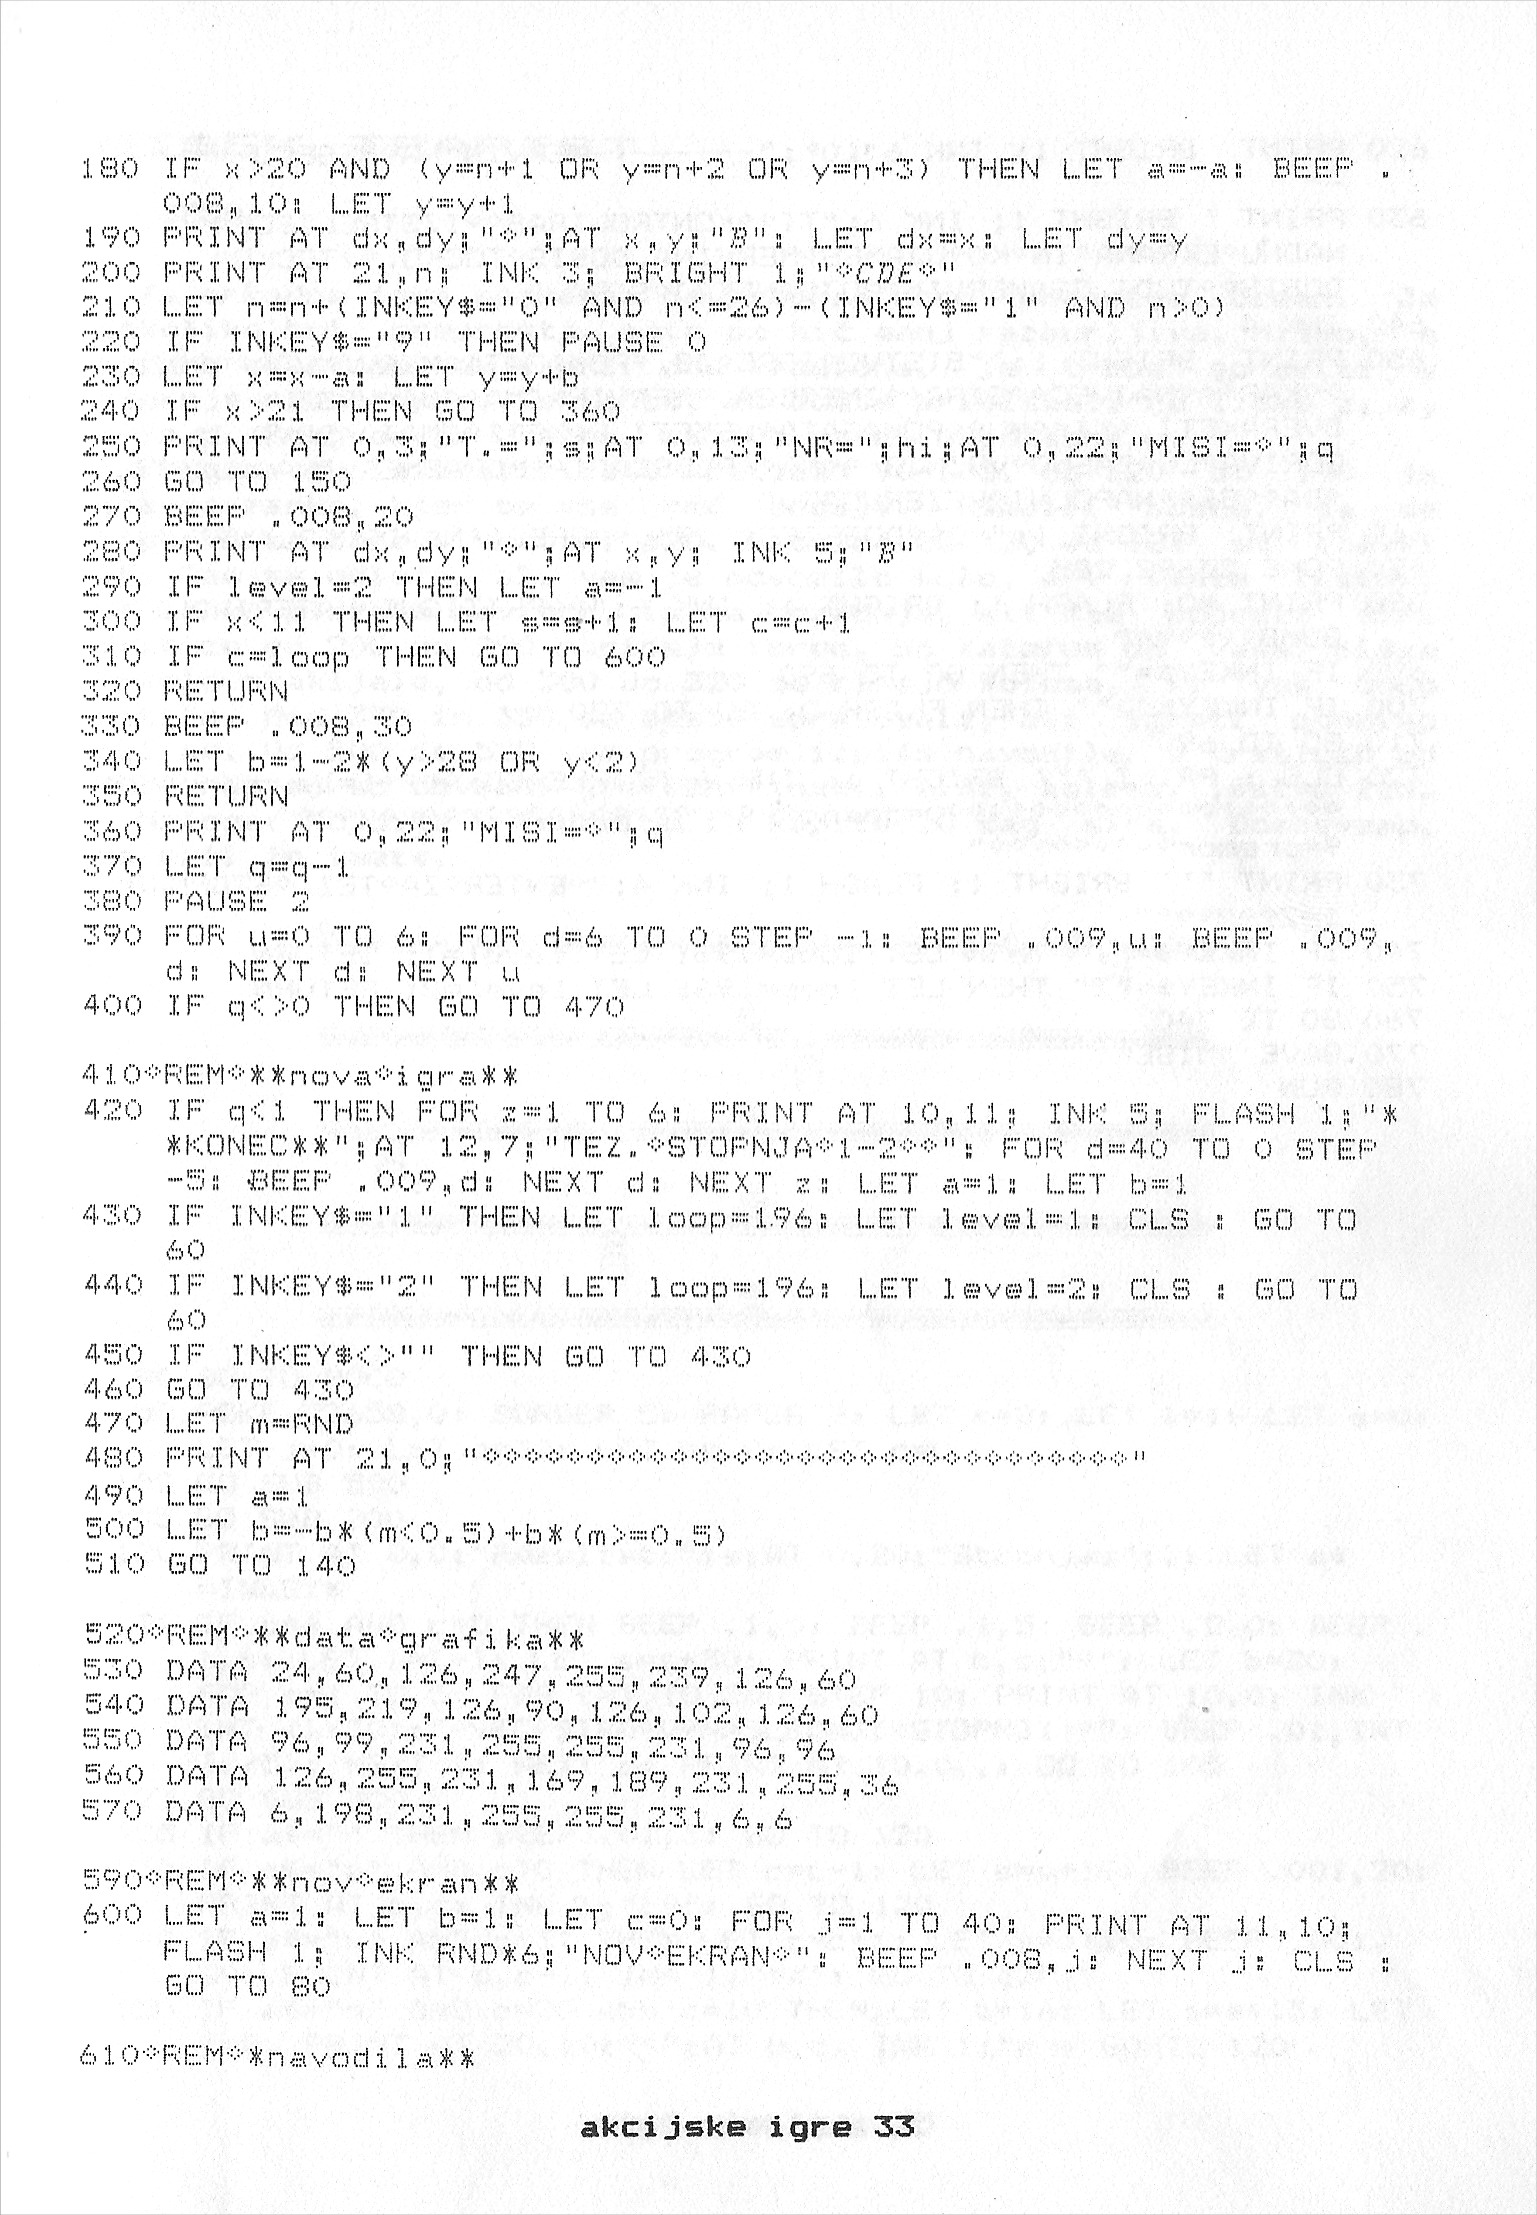 180 IF x>20 AND (y=n+1 OR y=n+2 OR y=n+3) THEN LET a=-a: BEEP .
008,10: LET y=y+1
190 PRINT AT dx,dy;"◇";AT x,y;"B": LET dx=x: LET dy=y
200 PRINT AT 21,n; INK 3; BRIGHT 1;"◇CDE◇"
210 LET n=n+(INKEY$="0" AND n<=26)-(INKEY$="1" AND n>0)
220 IF INKEY$="9" THEN PAUSE 0
230 LET x=x-a: LET y=y+b
240 IF x>21 THEN GO TO 360
250 PRINT AT 0,3;"T.=";s;AT 0,13;"NR=";hi;AT 0,22;"MISI=◇";q
260 GO TO 150
270 BEEP .008,20
280 PRINT AT dx,dy;"◇";AT x,y; INK 5;"B"
290 IF level=2 THEN LET a=-1
300 IF x<11 THEN LET s=s+1: LET c=c+1
310 IF c=loop THEN GO TO 600
320 RETURN
330 BEEP .008,30
340 LET b=1-2*(y>28 OR y<2)
350 RETURN
360 PRINT AT 0,22;"MISI=◇";q
370 LET q=q-1
380 PAUSE 2
390 FOR u=0 TO 6: FOR d=6 TO 0 STEP -1: BEEP .009,u: BEEP .009,
d: NEXT d: NEXT u
400 IF q<>0 THEN GO TO 470
410◇REM◇**nova◇igra**
420 IF q<1 THEN FOR z=1 TO 6: PRINT AT 10,11; INK 5; FLASH 1;"*
*KONEC**";AT 12,7;"TEZ.◇STOPNJA◇1-2◇◇": FOR d=40 TO 0 STEP
-5: BEEP .009,d: NEXT d: NEXT z: LET a=1: LET b=1
430 IF INKEY$="1" THEN LET loop=196: LET level=1: CLS : GO TO
60
440 IF INKEY$="2" THEN LET loop=196: LET level=2: CLS : GO TO
60
450 IF INKEY$<>"" THEN GO TO 430
460 GO TO 430
470 LET m=RND
480 PRINT AT 21,0;"◇◇◇◇◇◇◇◇◇◇◇◇◇◇◇◇◇◇◇◇◇◇◇◇◇◇◇◇◇◇◇"
490 LET a=1
500 LET b=-b*(m<0.5)+b*(m>=0.5)
510 GO TO 140
520◇REM◇**data◇grafika**
530 DATA 24,60,126,247,255,239,126,60
540 DATA 195,219,126,90,126,102,126,60
550 DATA 96,99,231,255,255,231,96,96
560 DATA 126,255,231,169,189,231,255,36
570 DATA 6,198,231,255,255,231,6,6
590◇REM◇**nov◇ekran**
600 LET a=1: LET b=1: LET c=0: FOR j=1 TO 40: PRINT AT 11,10;
FLASH 1; INK RND*6;"NOV◇EKRAN◇": BEEP .008,j: NEXT j: CLS :
GO TO 80
610◇REM◇*navodila**
akcijske igre 33